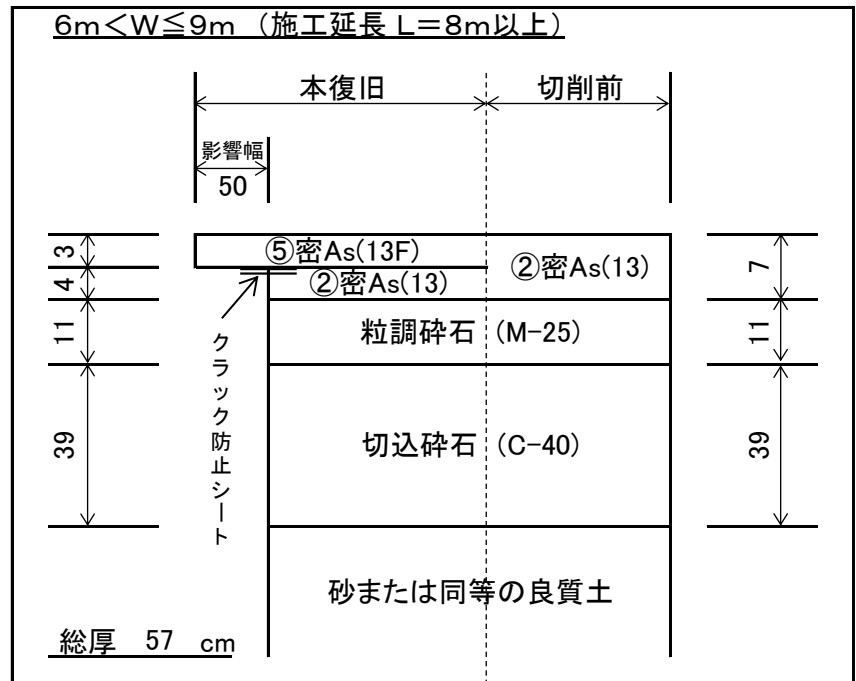 6m<W≦9m (施工延長 L=8m以上)
本復旧
切削前
影響幅
50
⑤密As(13F)
②密As(13)
②密As(13)
3
4
7
11
粒調砕石 (M-25)
11
クラック防止シート
39
切込砕石 (C-40)
39
砂または同等の良質土
総厚 57 cm